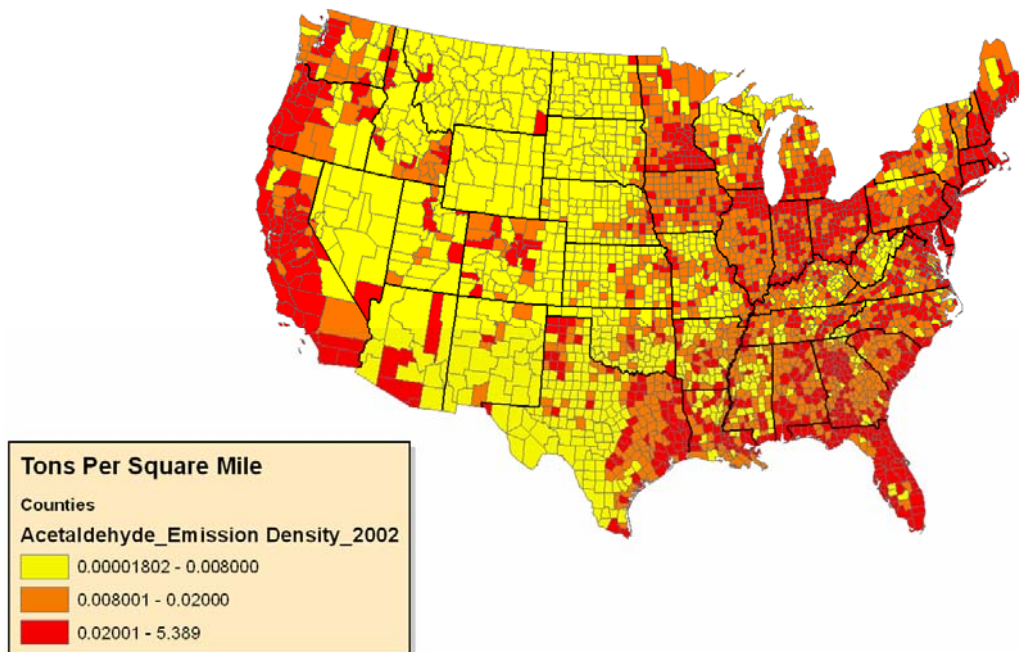 Tons Per Square Mile
Counties
Acetaldehyde_Emission Density_2002
0.00001802 - 0.008000
0.008001 - 0.02000
0.02001 - 5.389